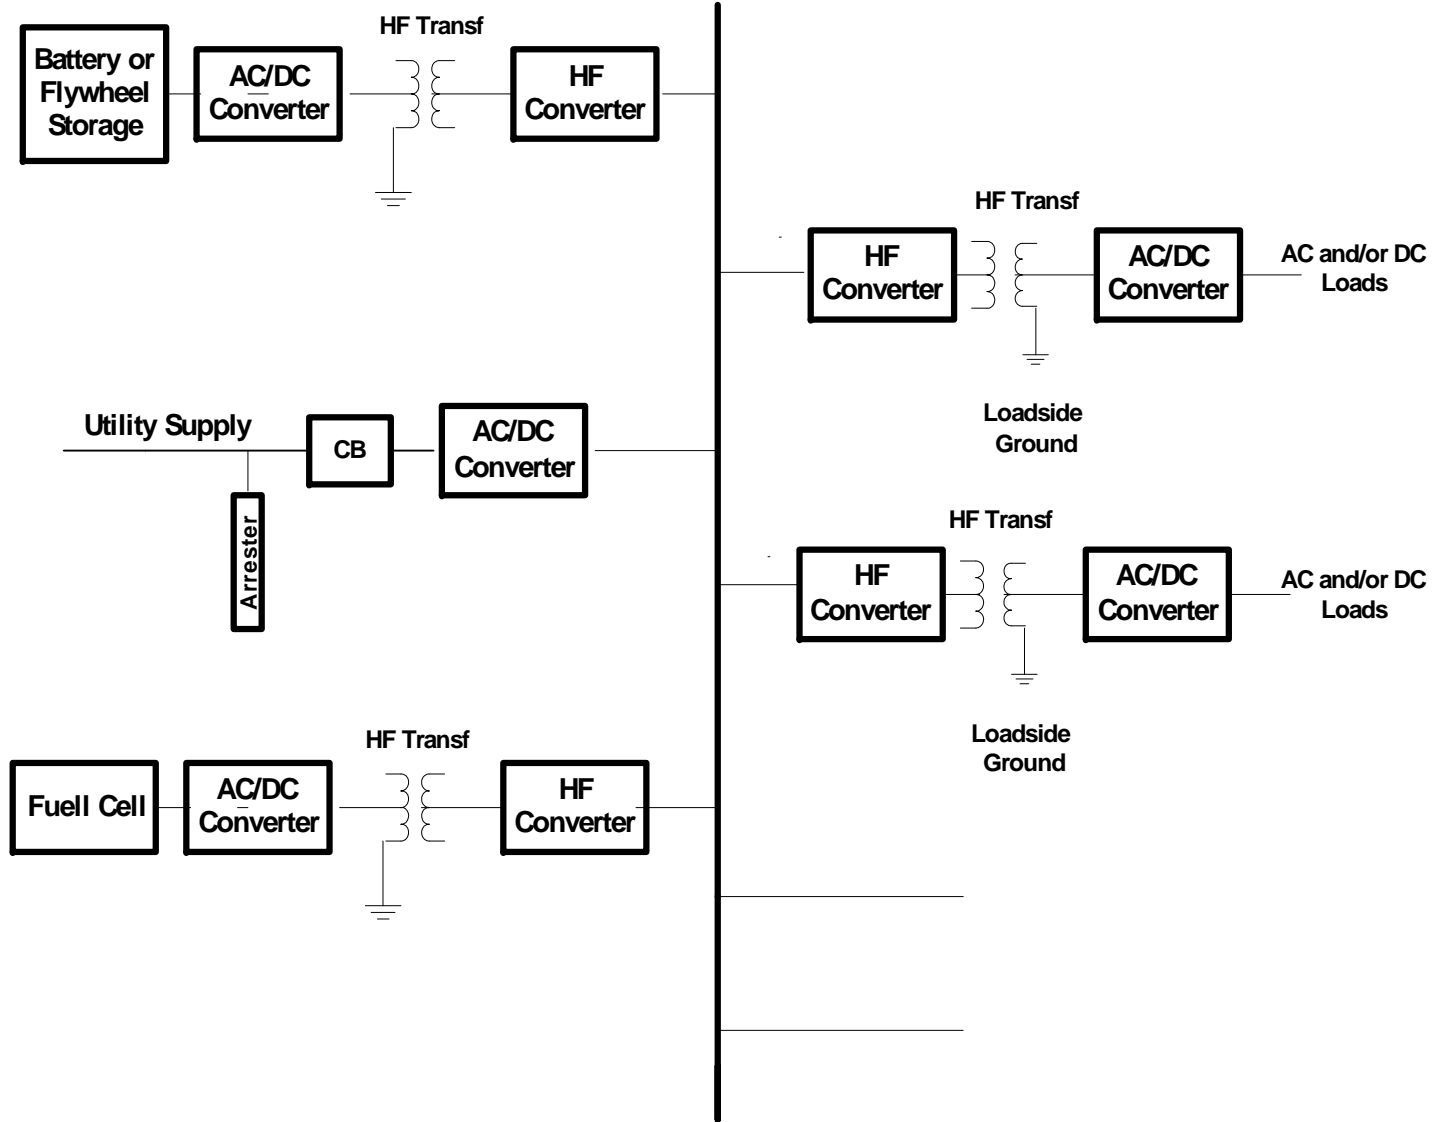 HF Transf
Battery or
Flywheel
Storage
AC/DC
Converter
HF
Converter
HF Transf
HF
Converter
AC/DC
Converter
AC and/or DC
Loads
Loadside
Ground
Utility Supply
CB
AC/DC
Converter
Arrester
HF Transf
HF
Converter
AC/DC
Converter
AC and/or DC
Loads
Loadside
Ground
HF Transf
Fuell Cell
AC/DC
Converter
HF
Converter